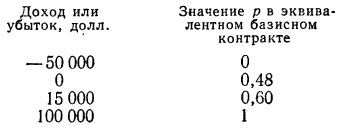 Доход или Значение p в эквива-
убыток, долл. лентном базисном
контракте
—50 000 0
0 0,48
15 000 0,60
100 000 1